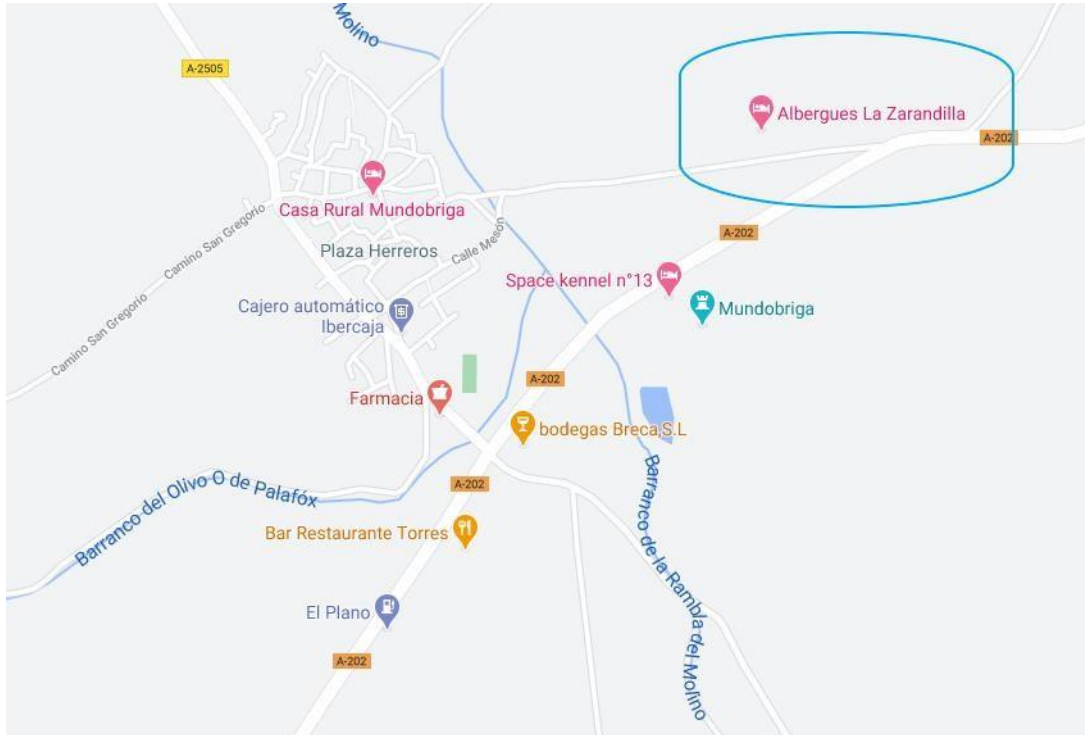 Molino
A-2505
Albergues La Zarandilla
A-202
Casa Rural Mundobriga
Camino San Gregorio
Camino San Gregorio
Plaza Herreros
Calle Mesón
A-202
Space kennel n°13
Mundobriga
Cajero automático
Ibercaja
A-202
Farmacia
bodegas Breca,S.L
Barranco del Olivo O de Palafóx
A-202
Bar Restaurante Torres
Barranco de la Rambla del Molino
El Plano
A-202